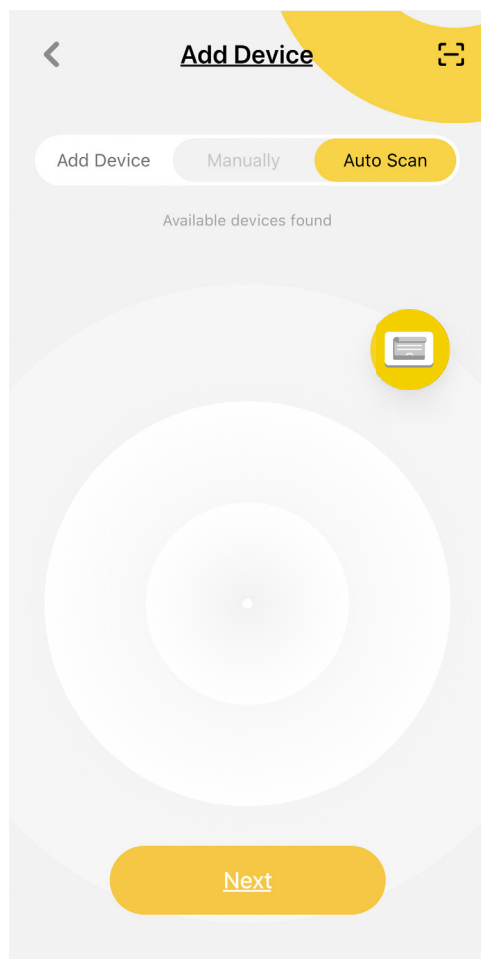 Add Device
Add Device Manually Auto Scan
Available devices found
Next